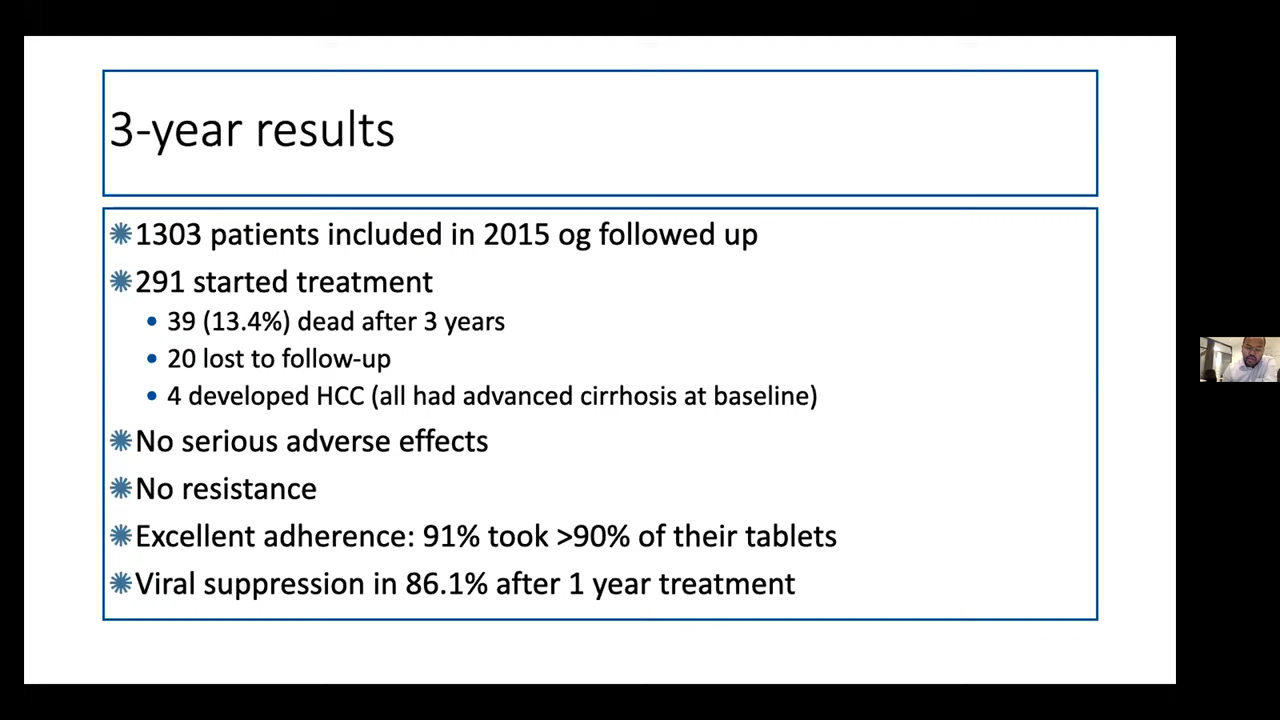 3-year results
1303 patients included in 2015 og followed up
291 started treatment
39 (13.4%) dead after 3 years
20 lost to follow-up
4 developed HCC (all had advanced cirrhosis at baseline)
No serious adverse effects
No resistance
Excellent adherence: 91% took >90% of their tablets
Viral suppression in 86.1% after 1 year treatment